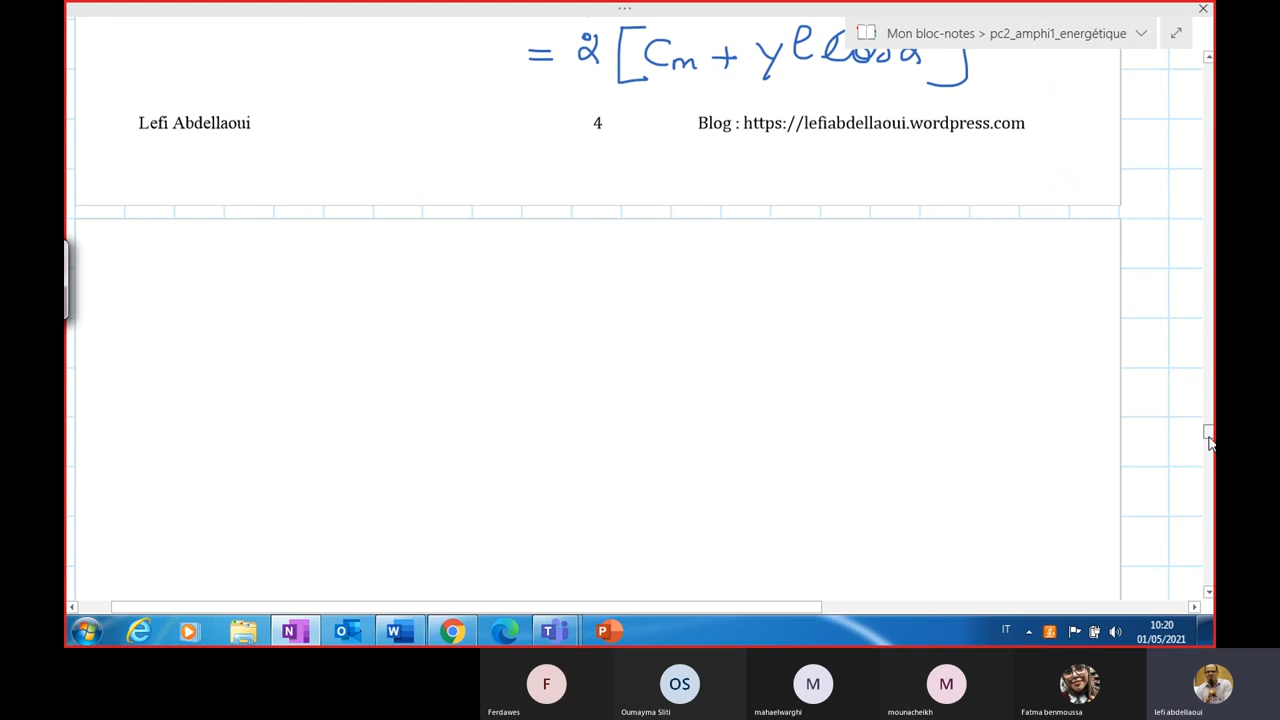 Mon bloc-notes > pc2_amphi1_energétique
= 2 [Cm + y l cos α]
Lefi Abdellaoui 4 Blog : https://lefiabdellaoui.wordpress.com
IT 10:20
01/05/2021
F OS M M
Ferdawes Oumayma Sliti mahaelwarghi mounacheikh Fatma benmoussa lefi abdellaoui